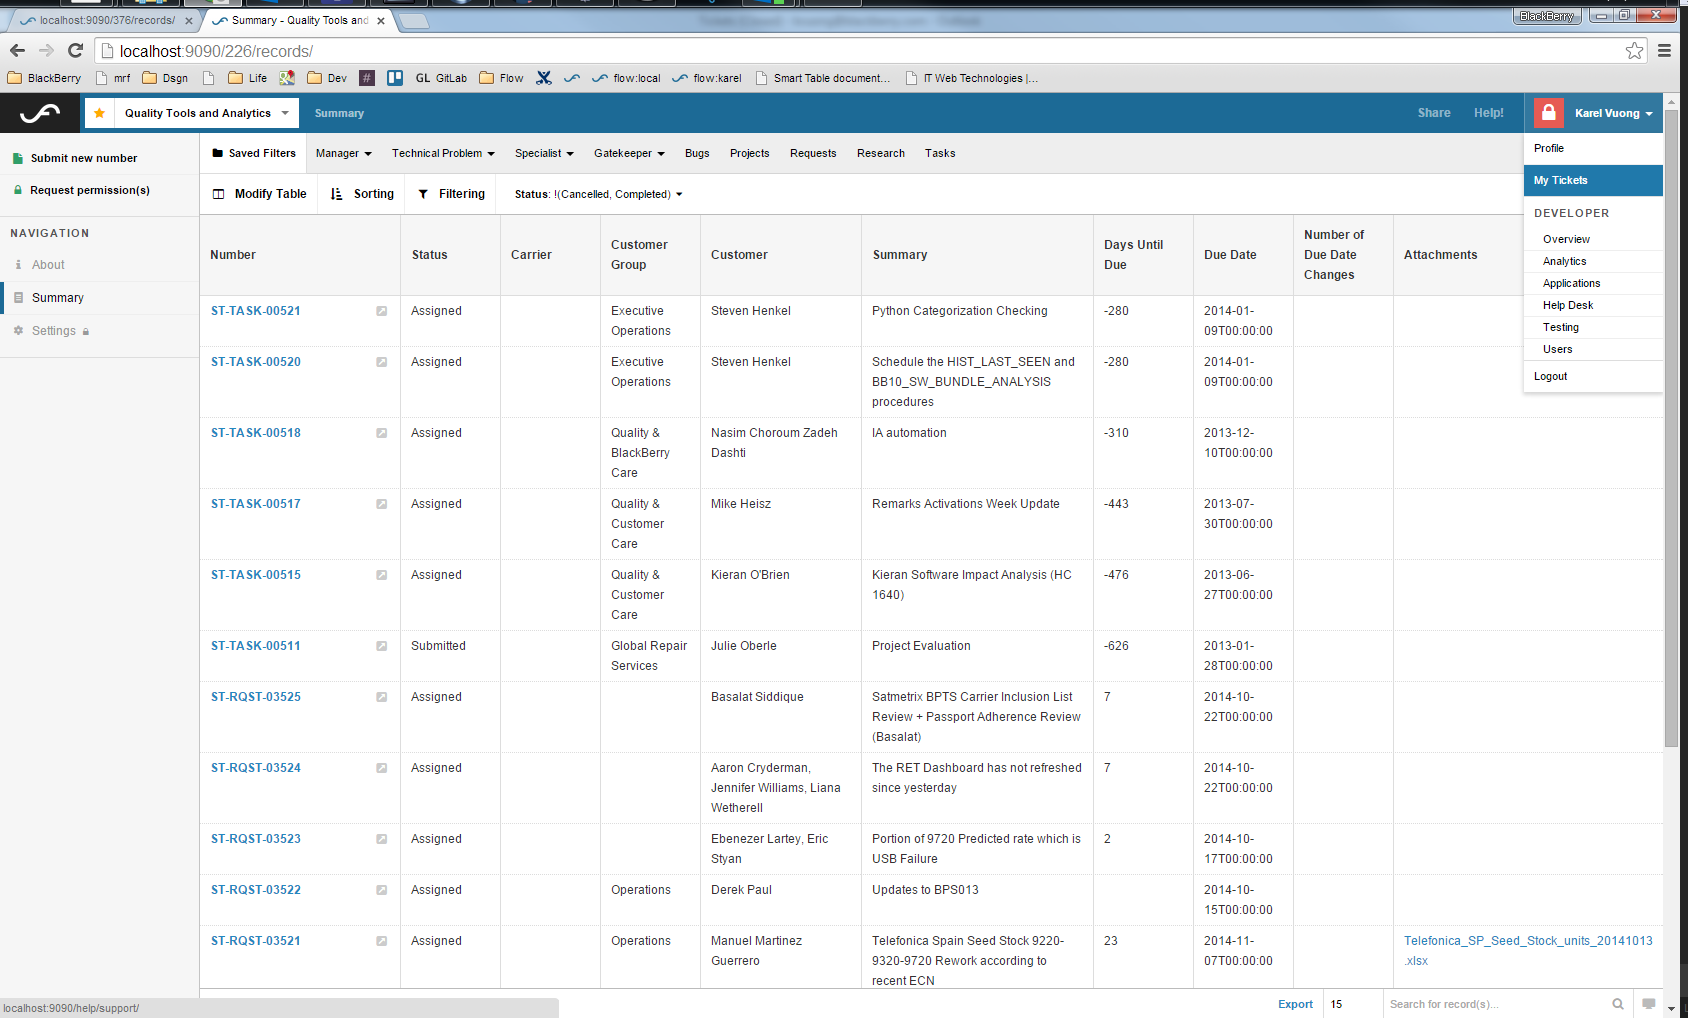 BlackBerry
localhost:9090/376/records/
Summary - Quality Tools and
localhost:9090/226/records/
BlackBerry mrf Dsgn Life Dev # GL GitLab Flow flow:local flow:karel Smart Table document... IT Web Technologies |...
Quality Tools and Analytics Summary Share Help! Karel Vuong
Submit new number
Request permission(s)
NAVIGATION
About
Summary
Settings
Saved Filters Manager Technical Problem Specialist Gatekeeper Bugs Projects Requests Research Tasks
Modify Table Sorting Filtering Status: !(Cancelled, Completed)
Profile
My Tickets
DEVELOPER
Overview
Analytics
Applications
Help Desk
Testing
Users
Logout
Number Status Carrier Customer Group Customer Summary Days Until Due Due Date Number of Due Date Changes Attachments
ST-TASK-00521 Assigned Executive Steven Henkel Python Categorization Checking -280 2014-01-
Operations 09T00:00:00
ST-TASK-00520 Assigned Executive Steven Henkel Schedule the HIST_LAST_SEEN and -280 2014-01-
Operations BB10_SW_BUNDLE_ANALYSIS 09T00:00:00
procedures
ST-TASK-00518 Assigned Quality & Nasim Choroum Zadeh IA automation -310 2013-12-
BlackBerry Dashti 10T00:00:00
Care
ST-TASK-00517 Assigned Quality & Mike Heisz Remarks Activations Week Update -443 2013-07-
Customer 30T00:00:00
Care
ST-TASK-00515 Assigned Quality & Kieran O'Brien Kieran Software Impact Analysis (HC -476 2013-06-
Customer 1640) 27T00:00:00
Care
ST-TASK-00511 Submitted Global Repair Julie Oberle Project Evaluation -626 2013-01-
Services 28T00:00:00
ST-RQST-03525 Assigned Basalat Siddique Satmetrix BPTS Carrier Inclusion List 7 2014-10-
Review + Passport Adherence Review 22T00:00:00
(Basalat)
ST-RQST-03524 Assigned Aaron Cryderman, The RET Dashboard has not refreshed 7 2014-10-
Jennifer Williams, Liana since yesterday 22T00:00:00
Wetherell
ST-RQST-03523 Assigned Ebenezer Lartey, Eric Portion of 9720 Predicted rate which is 2 2014-10-
Styan USB Failure 17T00:00:00
ST-RQST-03522 Assigned Operations Derek Paul Updates to BPS013 2014-10-
15T00:00:00
ST-RQST-03521 Assigned Operations Manuel Martinez Telefonica Spain Seed Stock 9220- 23 2014-11- Telefonica_SP_Seed_Stock_units_20141013
Guerrero 9320-9720 Rework according to 07T00:00:00 .xlsx
recent ECN
localhost:9090/help/support/
Export 15 Search for record(s)...